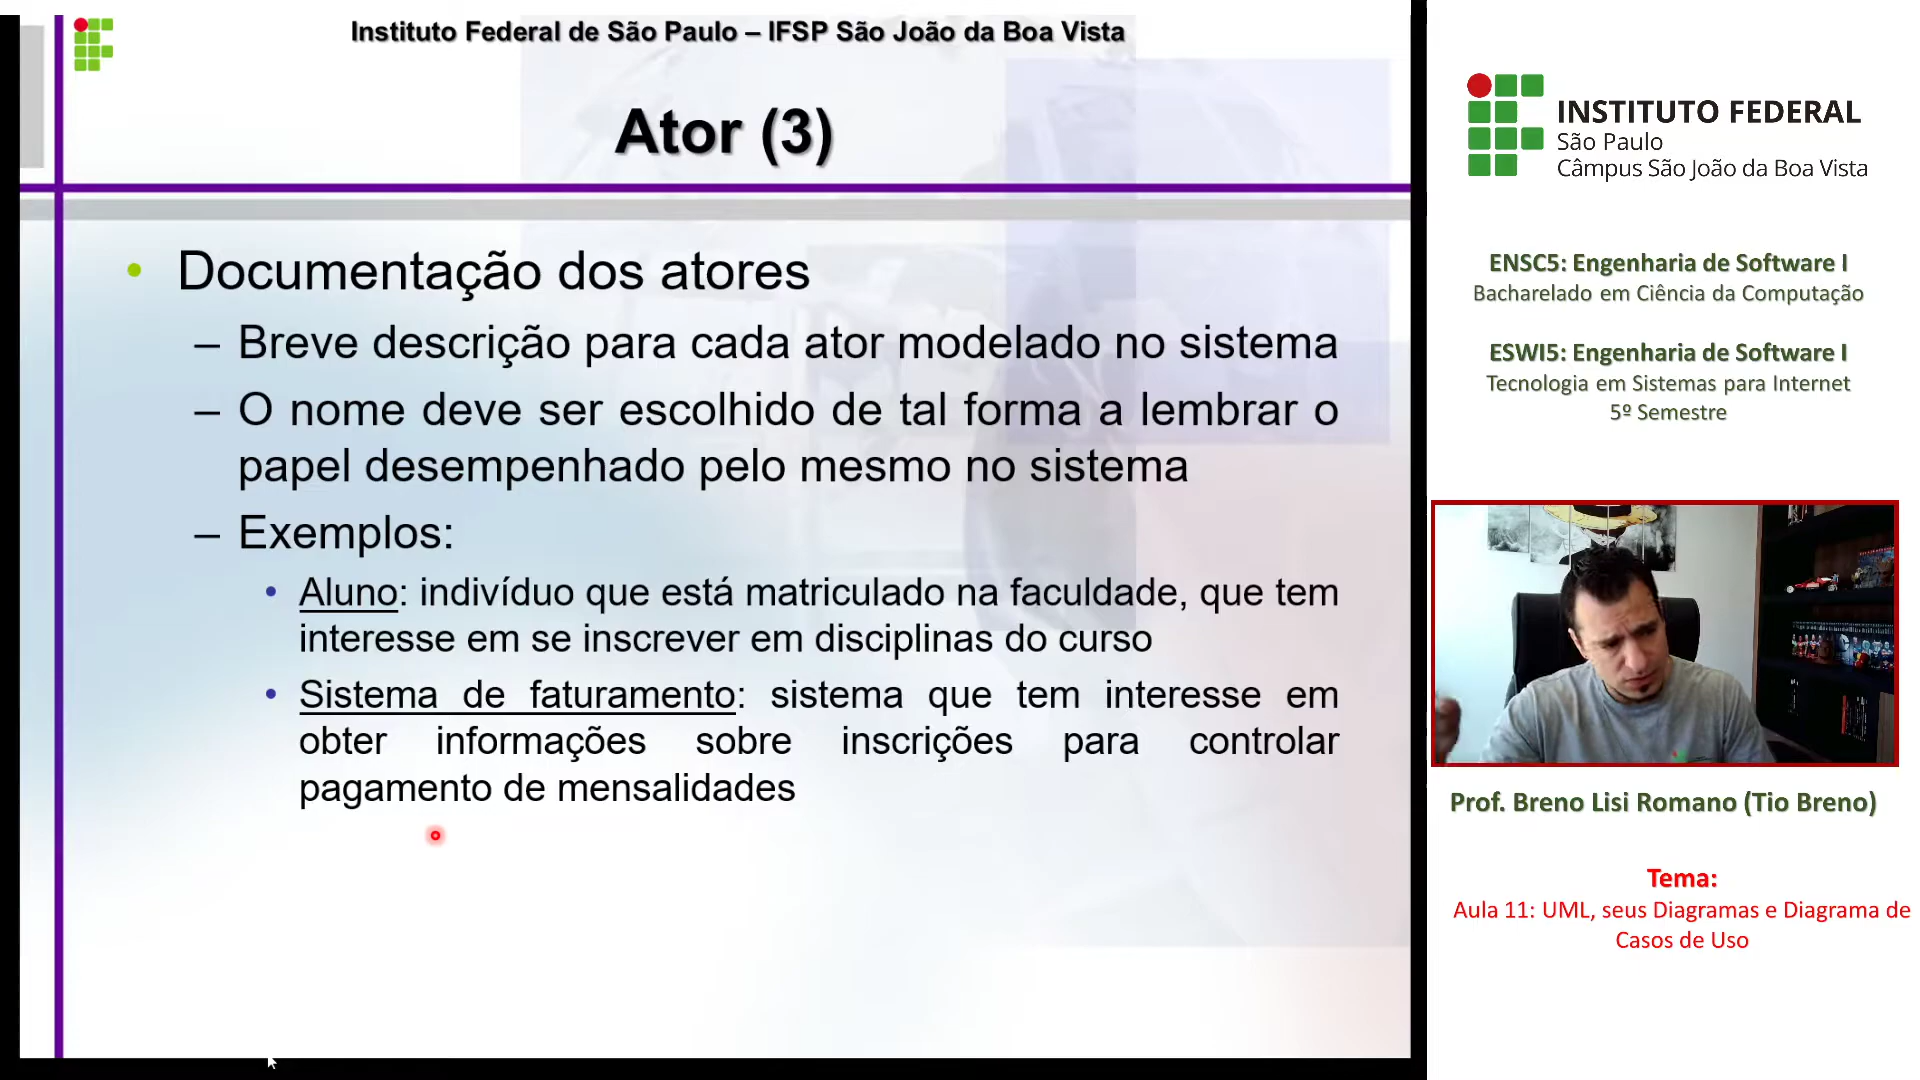 Instituto Federal de São Paulo – IFSP São João da Boa Vista
Ator (3)
• Documentação dos atores
– Breve descrição para cada ator modelado no sistema
– O nome deve ser escolhido de tal forma a lembrar o
papel desempenhado pelo mesmo no sistema
– Exemplos:
• Aluno: indivíduo que está matriculado na faculdade, que tem
interesse em se inscrever em disciplinas do curso
• Sistema de faturamento: sistema que tem interesse em
obter informações sobre inscrições para controlar
pagamento de mensalidades
INSTITUTO FEDERAL
São Paulo
Câmpus São João da Boa Vista
ENSC5: Engenharia de Software I
Bacharelado em Ciência da Computação
ESWI5: Engenharia de Software I
Tecnologia em Sistemas para Internet
5º Semestre
Prof. Breno Lisi Romano (Tio Breno)
Tema:
Aula 11: UML, seus Diagramas e Diagrama de
Casos de Uso